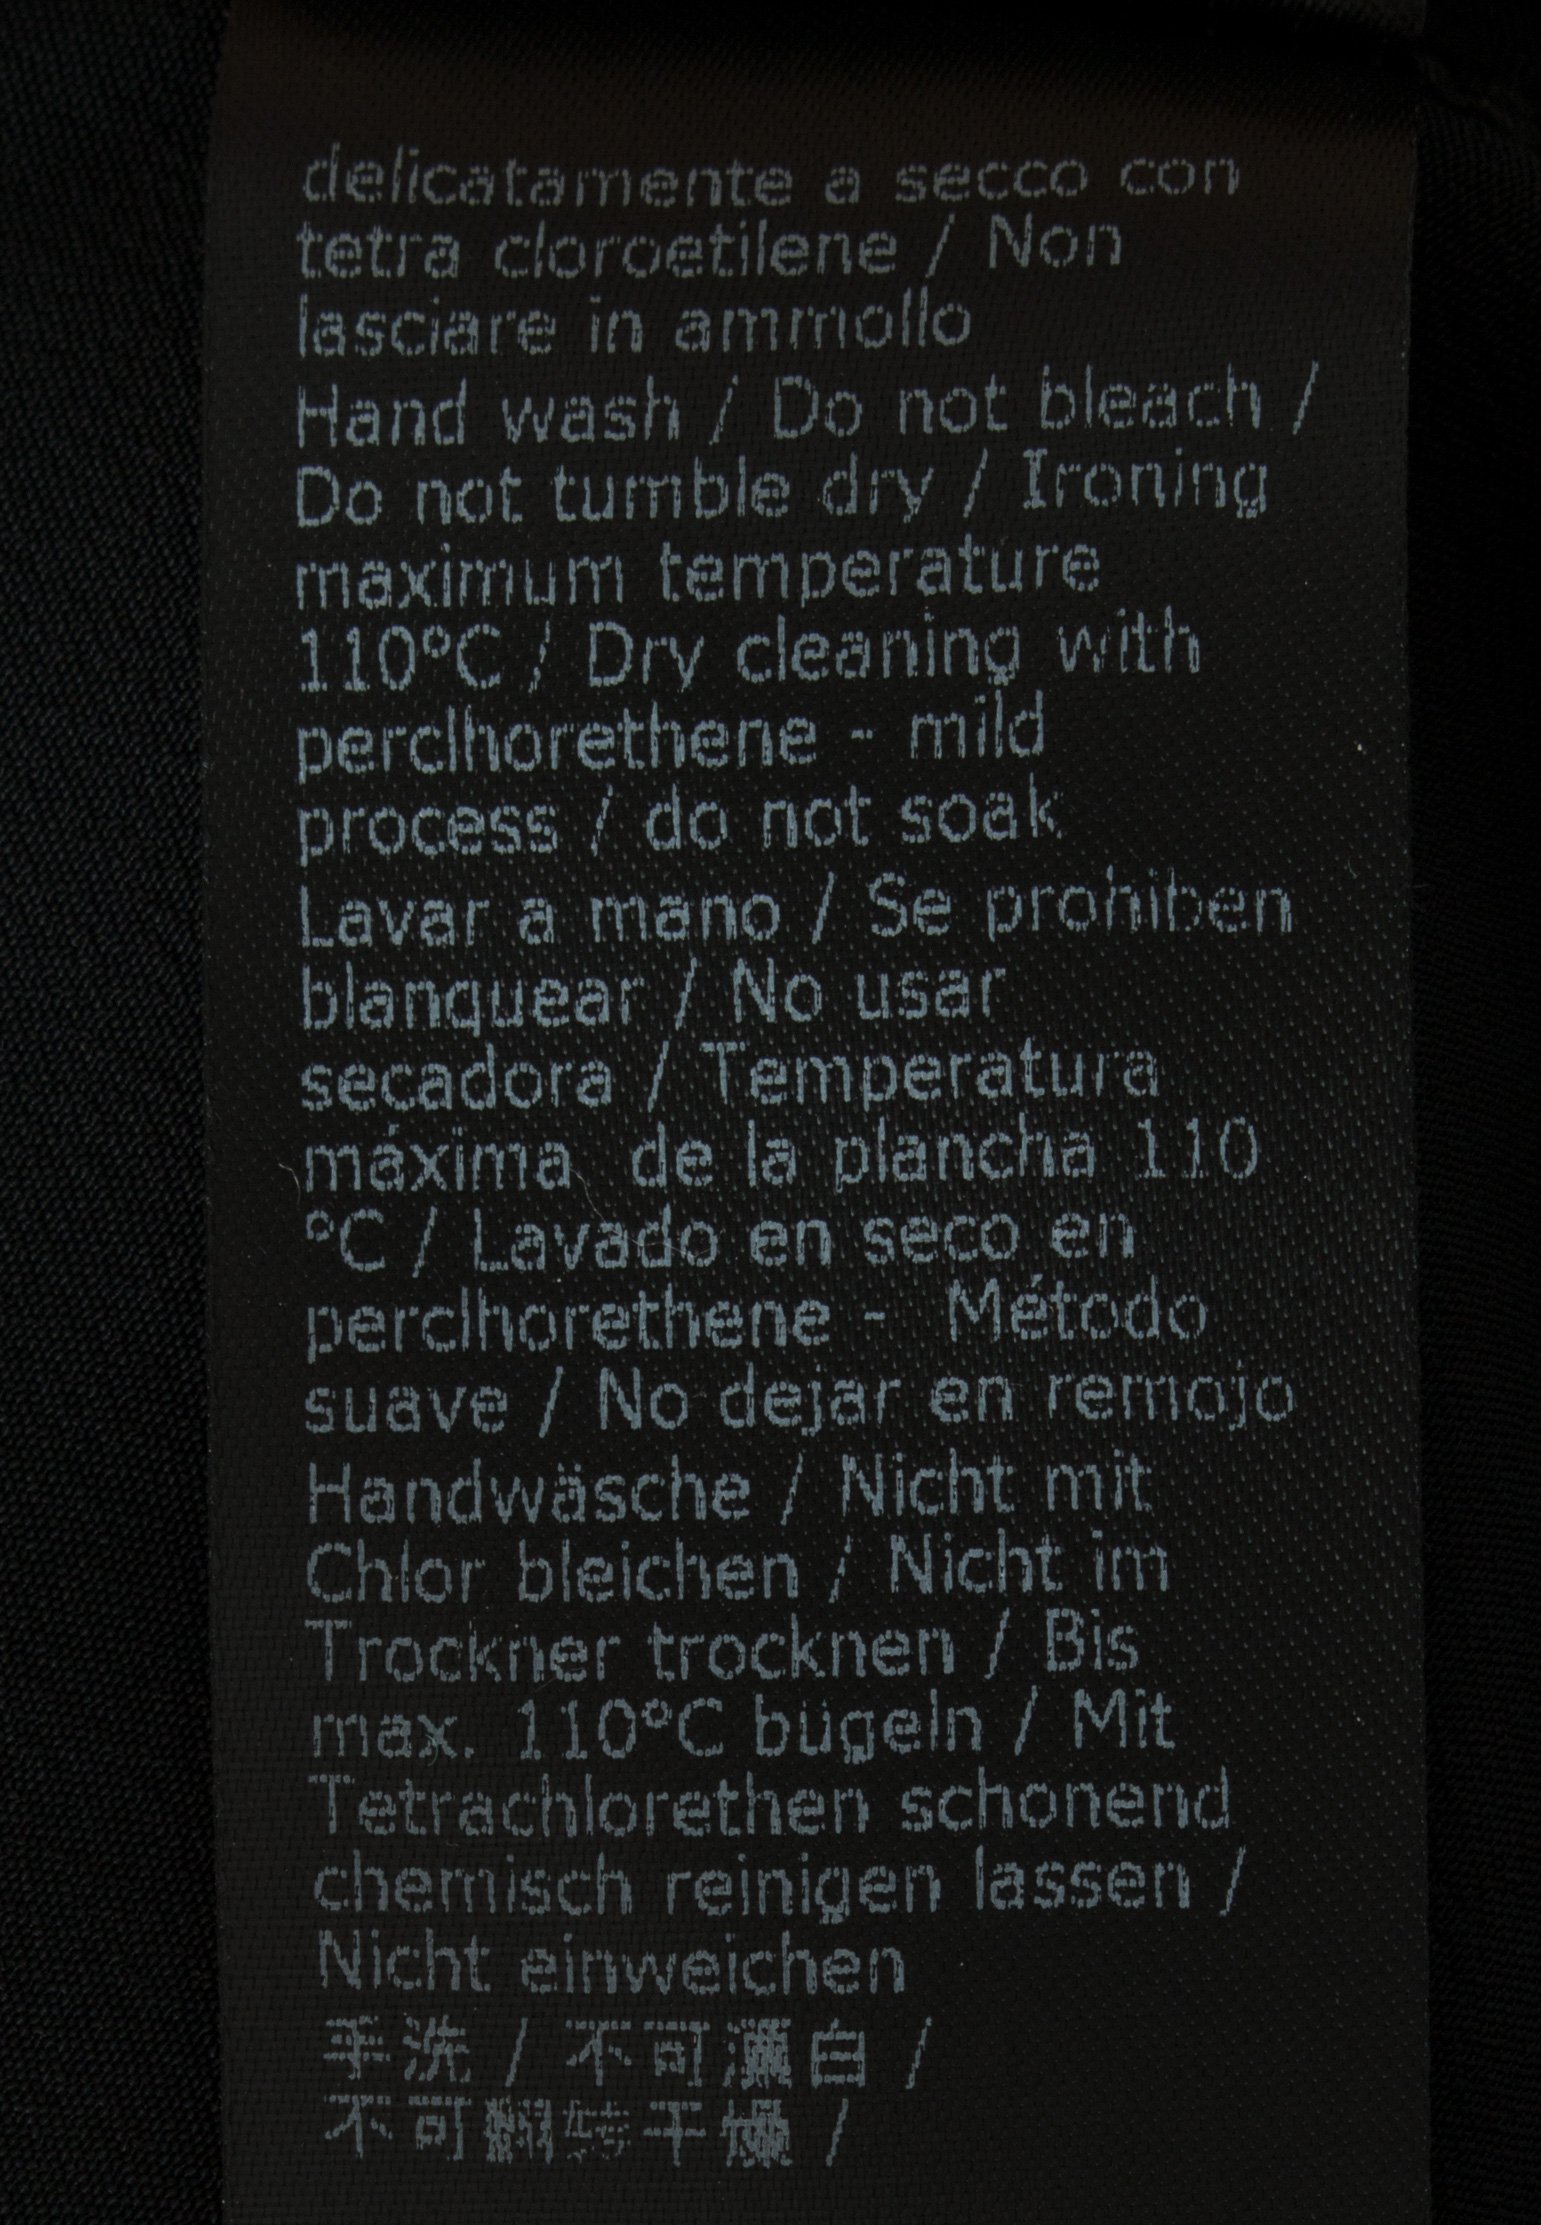 delicatamente a secco con
tetra cloroetilene / Non
lasciare in ammollo
Hand wash / Do not bleach /
Do not tumble dry / Ironing
maximum temperature
110°C / Dry cleaning with
perclhorethene - mild
process / do not soak
Lavar a mano / Se prohiben
blanquear / No usar
secadora / Temperatura
máxima  de la plancha 110
°C / Lavado en seco en
perclhorethene -  Método
suave / No dejar en remojo
Handwäsche / Nicht mit
Chlor bleichen / Nicht im
Trockner trocknen / Bis
max. 110°C bügeln / Mit
Tetrachlorethen schonend
chemisch reinigen lassen /
Nicht einweichen
手洗 / 不可漂白 /
不可翻转干燥 /